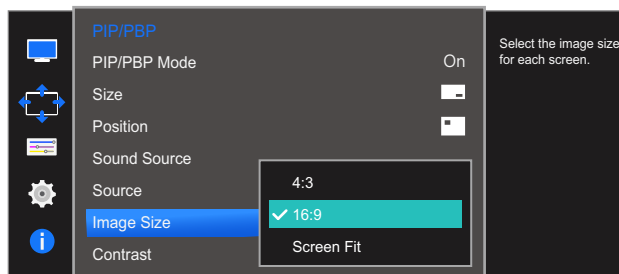 PIP/PBP
PIP/PBP Mode On
Size
Position
Sound Source
Source
Image Size
Contrast
4:3
16:9
Screen Fit
Select the image size
for each screen.